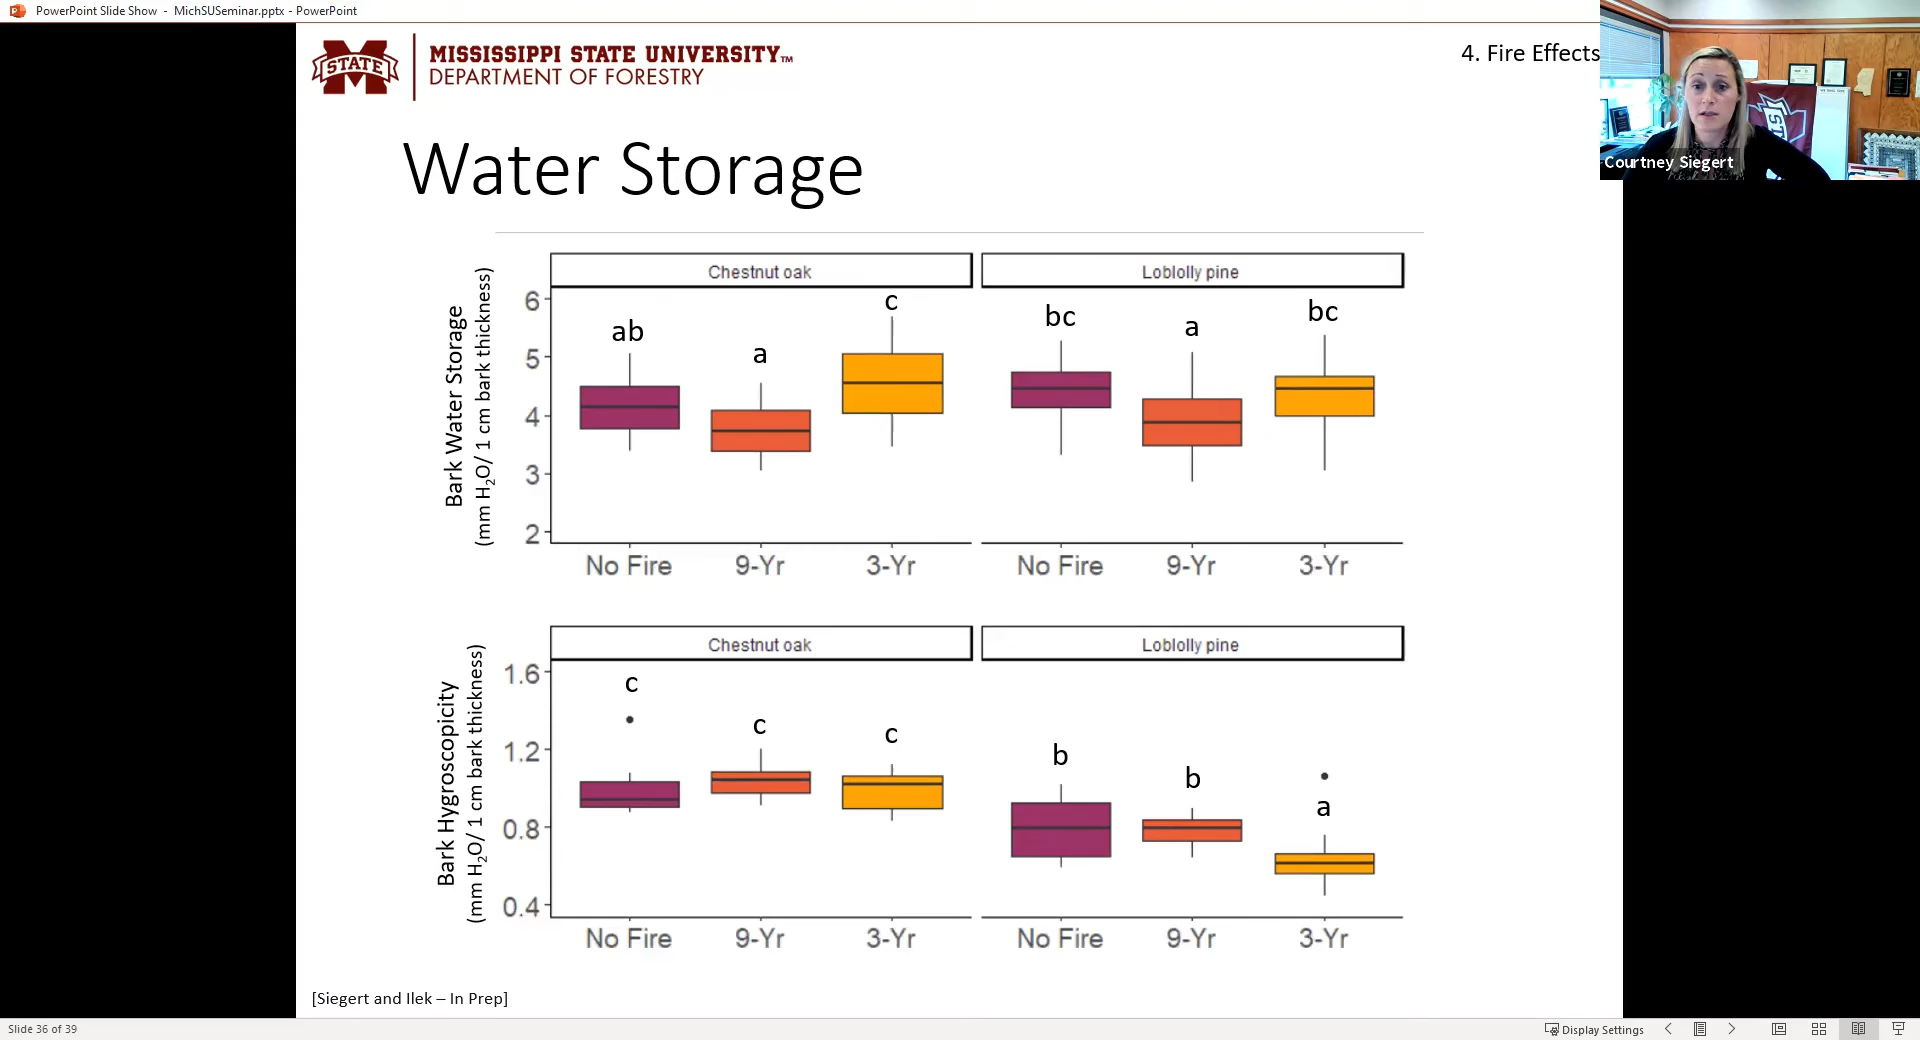 PowerPoint Slide Show - MichSUSeminar.pptx - PowerPoint
STATE
MISSISSIPPI STATE UNIVERSITY™
DEPARTMENT OF FORESTRY
4. Fire Effects
Courtney Siegert
Water Storage
Bark Water Storage
(mm H₂O/ 1 cm bark thickness)
Chestnut oak
Loblolly pine
6
5
4
3
2
ab
a
c
bc
a
bc
No Fire
9-Yr
3-Yr
No Fire
9-Yr
3-Yr
Bark Hygroscopicity
(mm H₂O/ 1 cm bark thickness)
Chestnut oak
Loblolly pine
1.6
1.2
0.8
0.4
c
c
c
b
b
a
No Fire
9-Yr
3-Yr
No Fire
9-Yr
3-Yr
[Siegert and Ilek – In Prep]
Slide 36 of 39
Display Settings